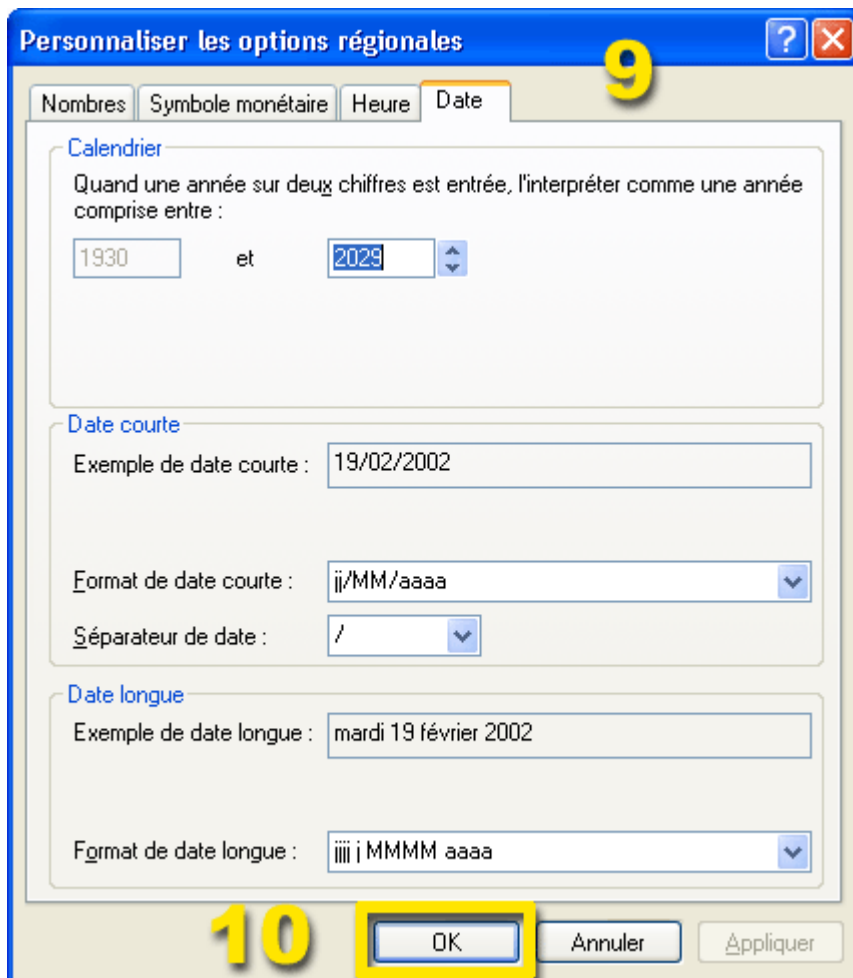 Personnaliser les options régionales
9
Nombres Symbole monétaire Heure Date
Calendrier
Quand une année sur deux chiffres est entrée, l'interpréter comme une année
comprise entre :
1930 et 2029
Date courte
Exemple de date courte : 19/02/2002
Format de date courte : jj/MM/aaaa
Séparateur de date : /
Date longue
Exemple de date longue : mardi 19 février 2002
Format de date longue : jjjj j MMMM aaaa
10 OK Annuler Appliquer